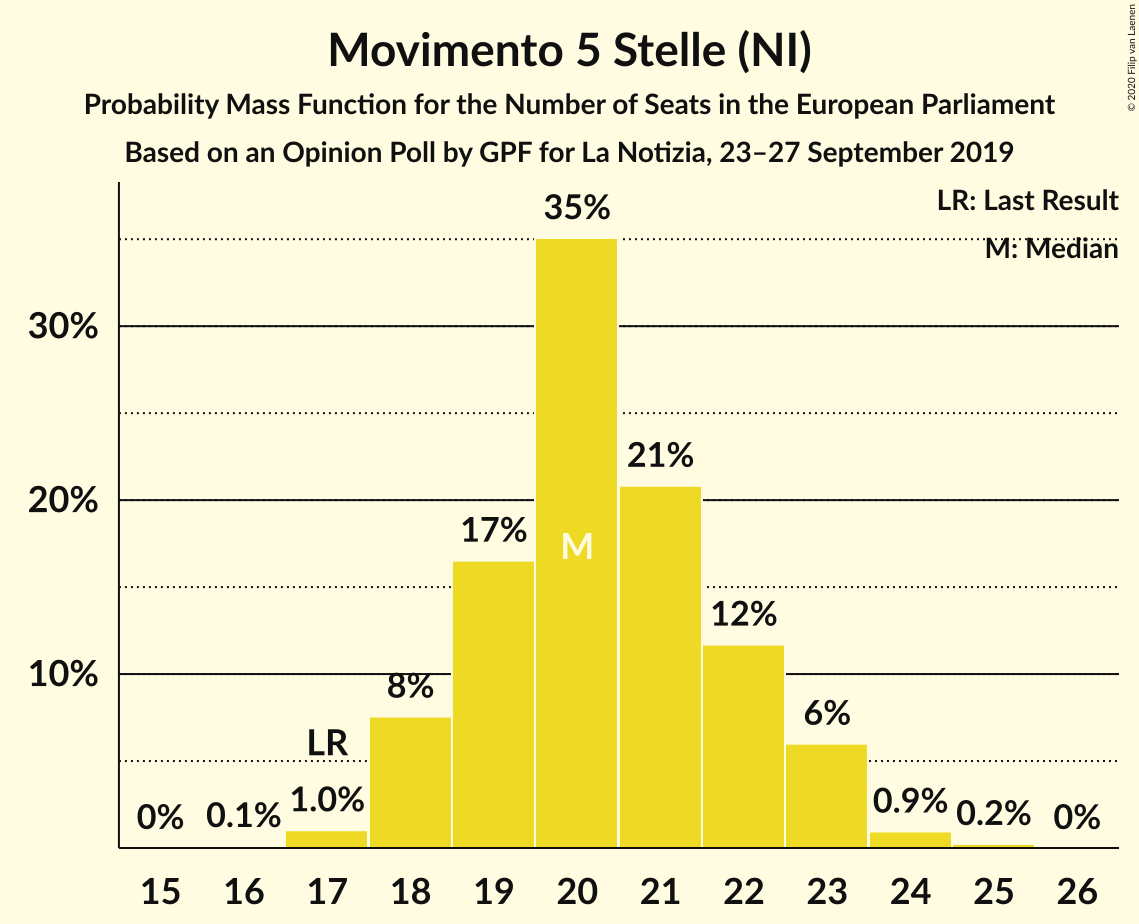 Movimento 5 Stelle (NI)
Probability Mass Function for the Number of Seats in the European Parliament
Based on an Opinion Poll by GPF for La Notizia, 23–27 September 2019
© 2020 Filip van Laenen
LR: Last Result
M: Median
35%
30%
21%
20%
17%
M
12%
10%
8%
6%
LR
0%
0.1%
1.0%
0.9%
0.2%
0%
15 16 17 18 19 20 21 22 23 24 25 26